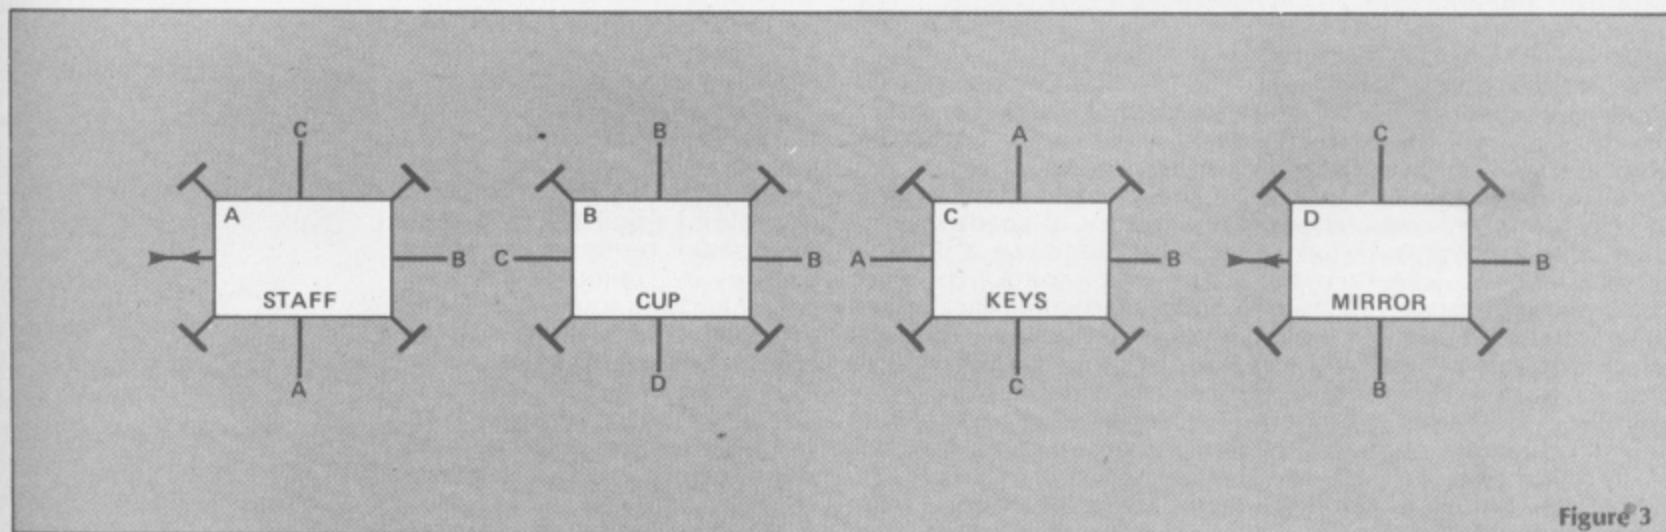 C B A C
A B C D
B C B A B B
STAFF CUP KEYS MIRROR
A D C B
Figure 3